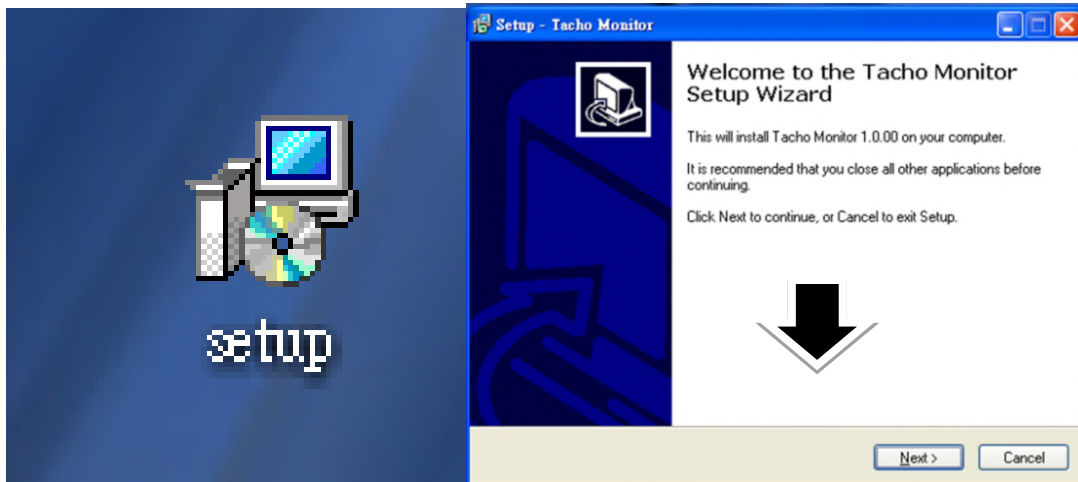 setup
Setup - Tacho Monitor
Welcome to the Tacho Monitor
Setup Wizard
This will install Tacho Monitor 1.0.00 on your computer.
It is recommended that you close all other applications before
continuing.
Click Next to continue, or Cancel to exit Setup.
Next >
Cancel